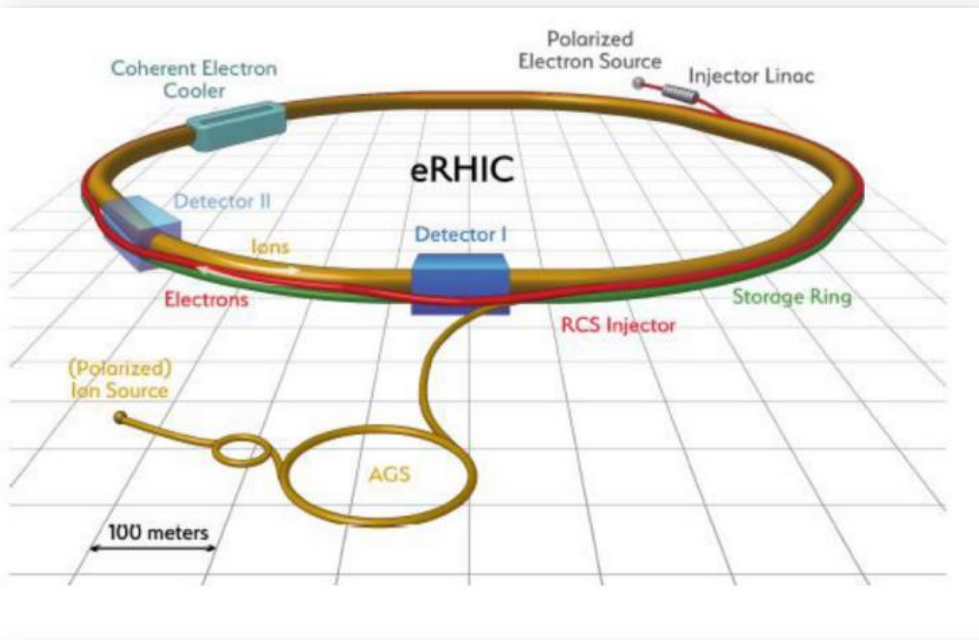 Polarized
Electron Source
Injector Linac
Coherent Electron
Cooler
eRHIC
Detector II
Detector I
Ions
Electrons
Storage Ring
RCS Injector
(Polarized)
Ion Source
AGS
100 meters